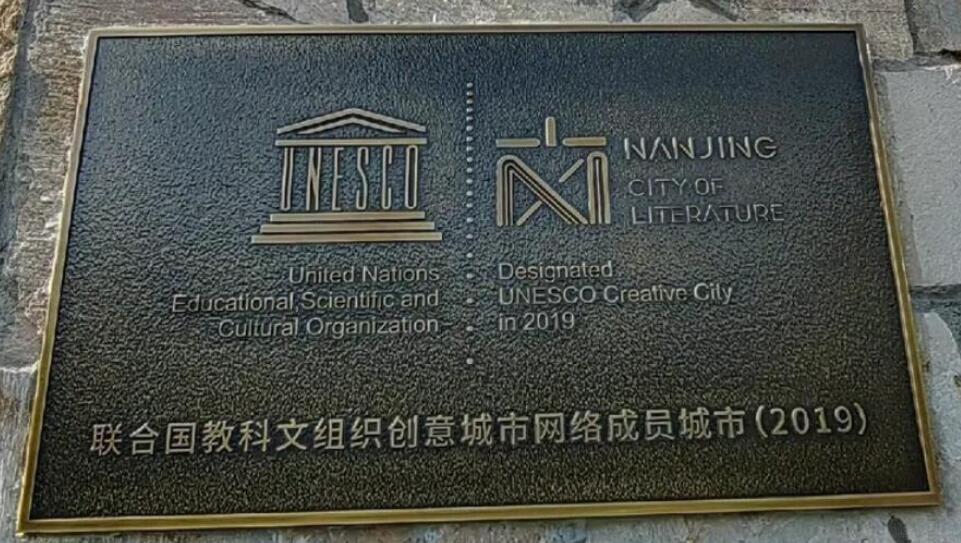 UNESCO
United Nations
Educational, Scientific and
Cultural Organization
NANJING
CITY OF
LITERATURE
Designated
UNESCO Creative City
in 2019
联合国教科文组织创意城市网络成员城市(2019)